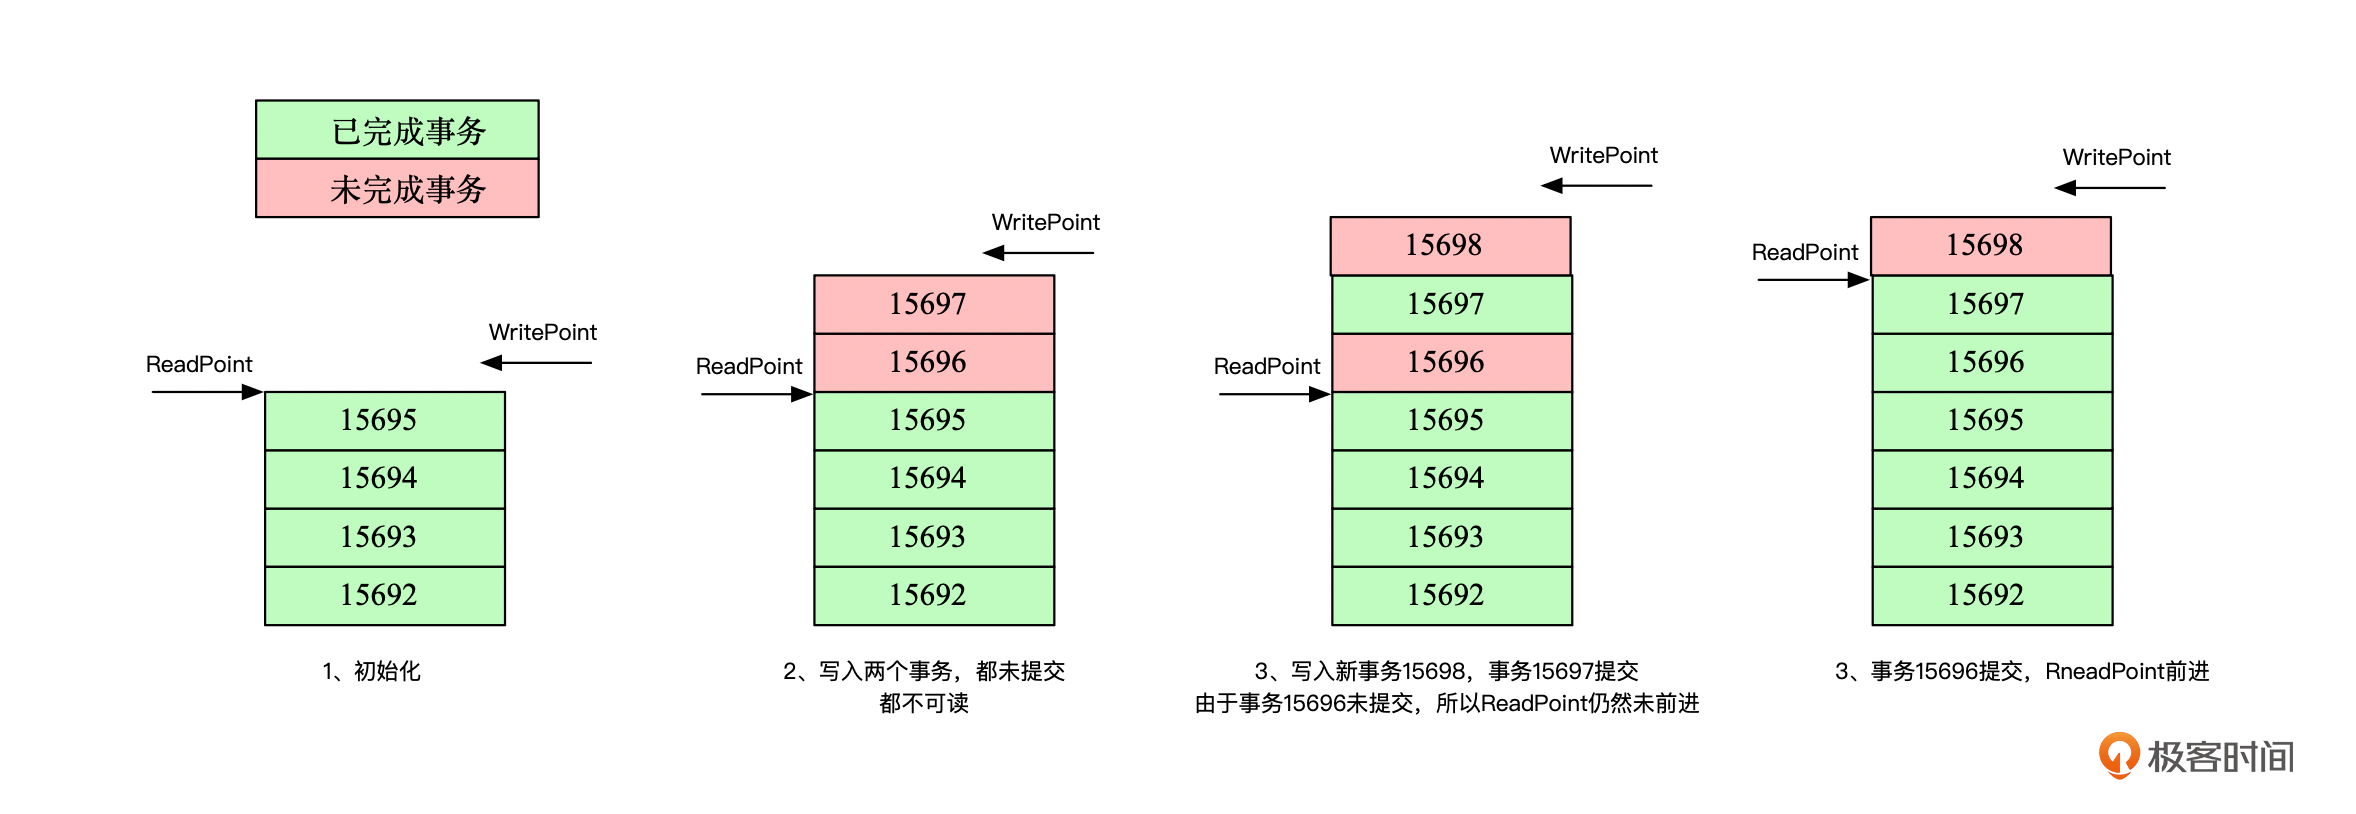 已完成事务
未完成事务
ReadPoint
WritePoint
15695
15694
15693
15692
1、初始化
WritePoint
ReadPoint
15697
15696
15695
15694
15693
15692
2、写入两个事务，都未提交
都不可读
WritePoint
ReadPoint
15698
15697
15696
15695
15694
15693
15692
3、写入新事务15698，事务15697提交
由于事务15696未提交，所以ReadPoint仍然未前进
WritePoint
ReadPoint
15698
15697
15696
15695
15694
15693
15692
3、事务15696提交，RneadPoint前进
极客时间